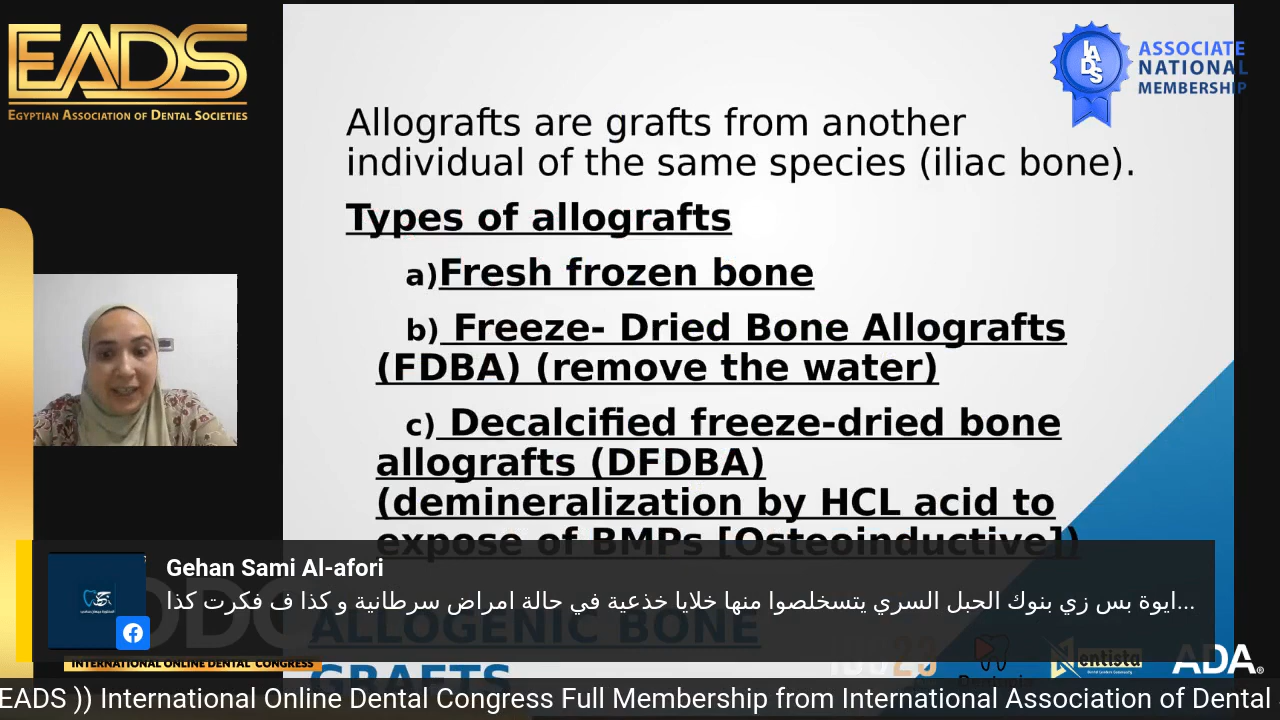 EADS
EGYPTIAN ASSOCIATION OF DENTAL SOCIETIES
IADS
ASSOCIATE
NATIONAL
MEMBERSHIP
Allografts are grafts from another
individual of the same species (iliac bone).
Types of allografts
a)Fresh frozen bone
b) Freeze- Dried Bone Allografts
(FDBA) (remove the water)
c) Decalcified freeze-dried bone
allografts (DFDBA)
(demineralization by HCL acid to
expose of BMPs [Osteoinductive])
Gehan Sami Al-afori
ايوة بس زي بنوك الحبل السري يتسخلصوا منها خلايا خذعية في حالة امراض سرطانية و كذا ف فكرت كذا...
ALLOGENIC BONE
GRAFTS
INTERNATIONAL ONLINE DENTAL CONGRESS
Dentista
ADA.
EADS )) International Online Dental Congress Full Membership from International Association of Dental